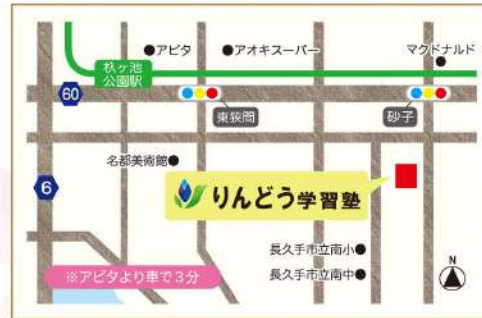 ●アピタ
●アオキスーパー
マクドナルド
●
杁ヶ池
公園駅
60
東狭間
砂子
名都美術館●
6
りんどう学習塾
長久手市立南小●
長久手市立南中●
※アピタより車で3分
N